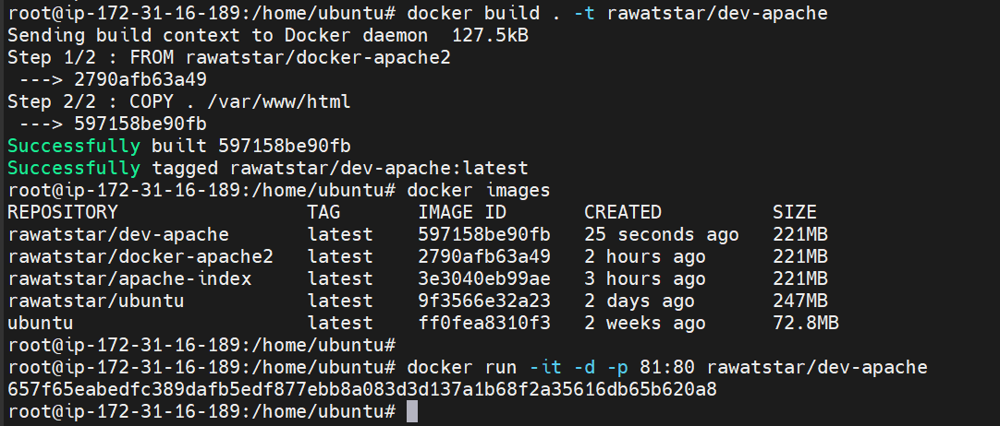 root@ip-172-31-16-189:/home/ubuntu# docker build . -t rawatstar/dev-apache
Sending build context to Docker daemon  127.5kB
Step 1/2 : FROM rawatstar/docker-apache2
 ---> 2790afb63a49
Step 2/2 : COPY . /var/www/html
 ---> 597158be90fb
Successfully built 597158be90fb
Successfully tagged rawatstar/dev-apache:latest
root@ip-172-31-16-189:/home/ubuntu# docker images
REPOSITORY                 TAG       IMAGE ID       CREATED          SIZE
rawatstar/dev-apache       latest    597158be90fb   25 seconds ago   221MB
rawatstar/docker-apache2   latest    2790afb63a49   2 hours ago      221MB
rawatstar/apache-index     latest    3e3040eb99ae   3 hours ago      221MB
rawatstar/ubuntu           latest    9f3566e32a23   2 days ago       247MB
ubuntu                     latest    ff0fea8310f3   2 weeks ago      72.8MB
root@ip-172-31-16-189:/home/ubuntu#
root@ip-172-31-16-189:/home/ubuntu# docker run -it -d -p 81:80 rawatstar/dev-apache
657f65eabedfc389dafb5edf877ebb8a083d3d137a1b68f2a35616db65b620a8
root@ip-172-31-16-189:/home/ubuntu#